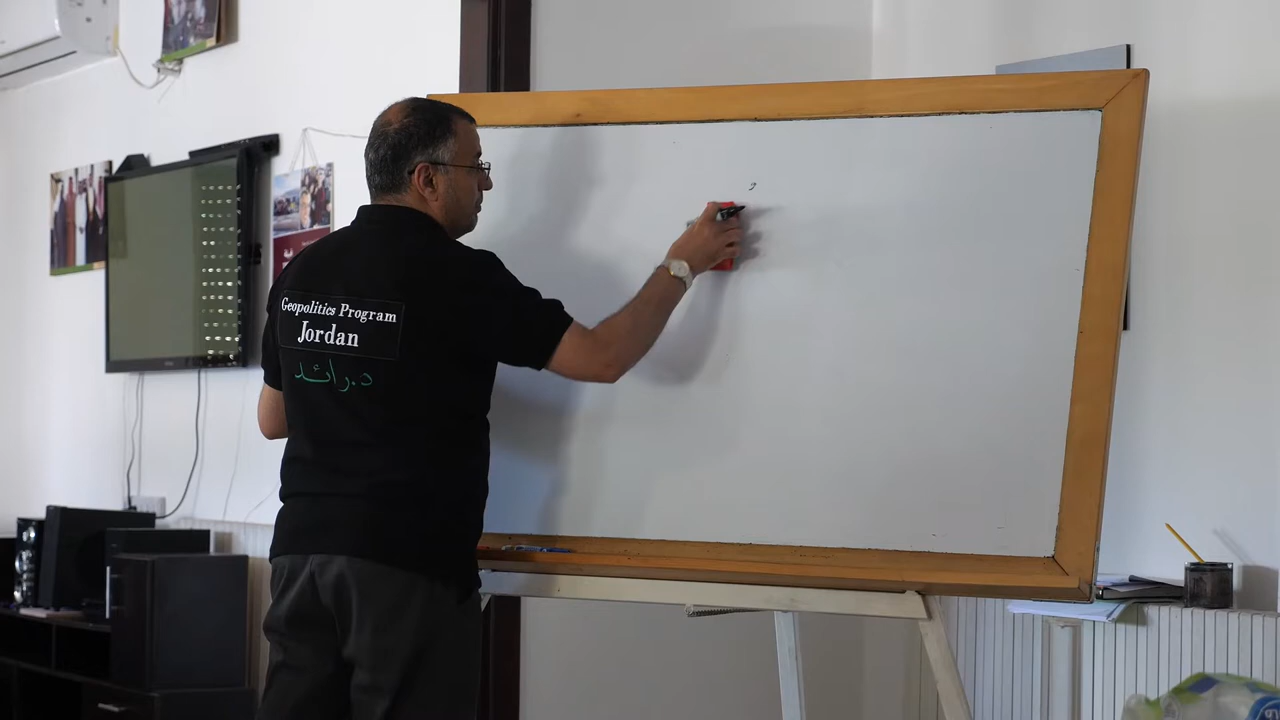 Geopolitics Program
Jordan
د. رائد